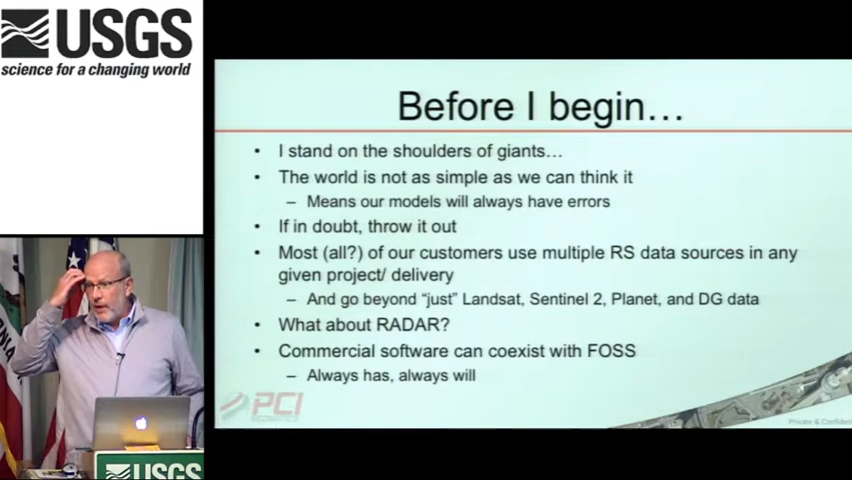 USGS
science for a changing world
Before I begin…
• I stand on the shoulders of giants…
• The world is not as simple as we can think it
– Means our models will always have errors
• If in doubt, throw it out
• Most (all?) of our customers use multiple RS data sources in any
given project/ delivery
– And go beyond “just” Landsat, Sentinel 2, Planet, and DG data
• What about RADAR?
• Commercial software can coexist with FOSS
– Always has, always will
PCI
GEOMATICS
Private & Confident
USGS